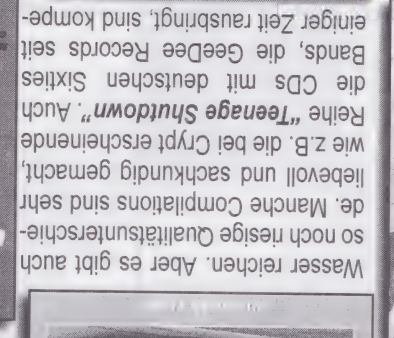 Wasser reichen. Aber es gibt auch
so noch riesige Qualitätsunterschie-
de. Manche Compilations sind sehr
liebevoll und sachkundig gemacht,
wie z.B. die bei Crypt erscheinende
Reihe "Teenage Shutdown". Auch
die CDs mit deutschen Sixties
Bands, die GeeDee Records seit
einiger Zeit rausbringt, sind kompe-